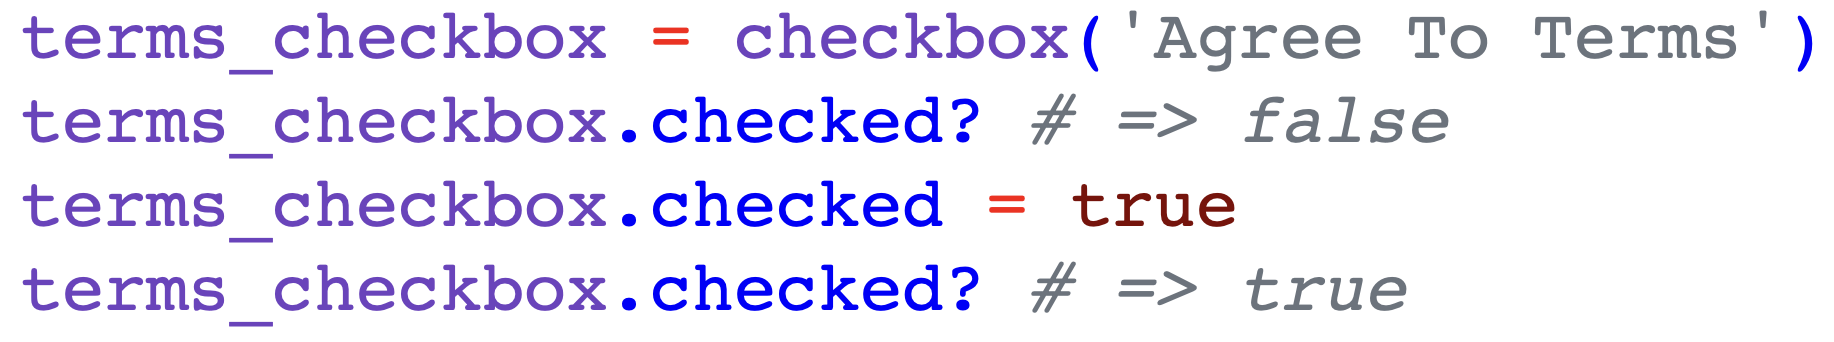 terms_checkbox = checkbox('Agree To Terms')
terms_checkbox.checked? # => false
terms_checkbox.checked = true
terms_checkbox.checked? # => true